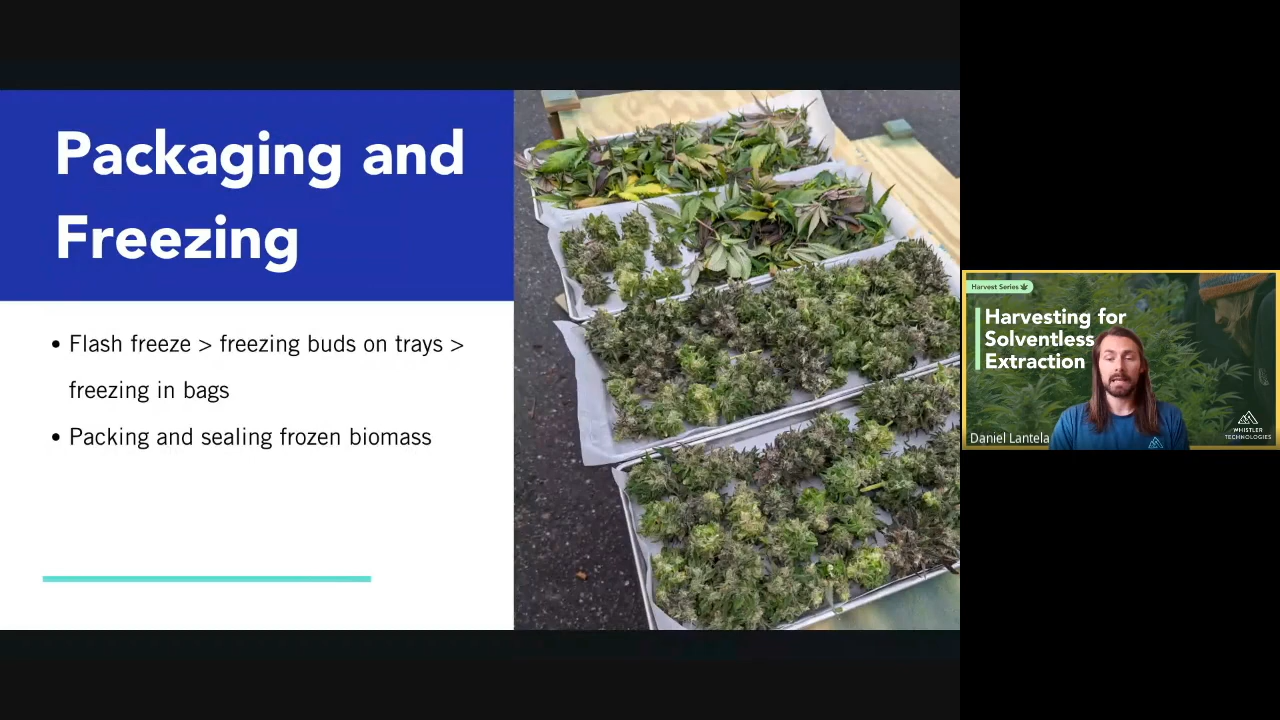 Packaging and
Freezing
• Flash freeze > freezing buds on trays >
freezing in bags
• Packing and sealing frozen biomass
Harvest Series
Harvesting for
Solventless
Extraction
Daniel Lantela
WHISTLER
TECHNOLOGIES